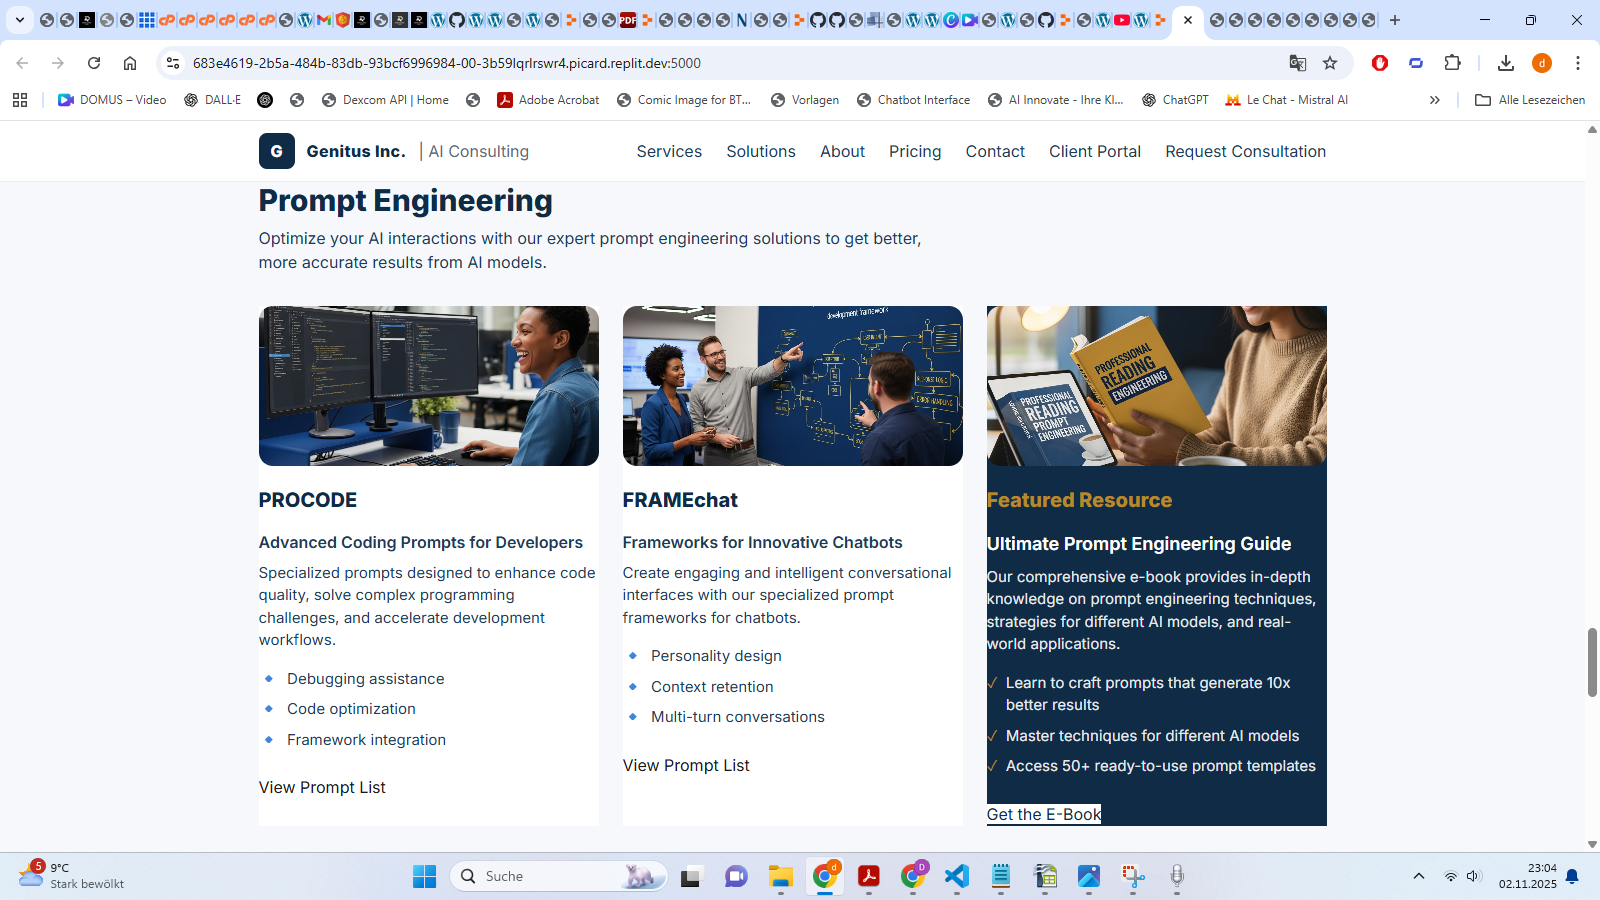 683e4619-2b5a-484b-83db-93bcf6996984-00-3b59lqrlrswr4.picard.replit.dev:5000
DOMUS – Video
DALL·E
Dexcom API | Home
Adobe Acrobat
Comic Image for BT...
Vorlagen
Chatbot Interface
AI Innovate - Ihre KI...
ChatGPT
Le Chat - Mistral AI
Alle Lesezeichen
G Genitus Inc. | AI Consulting
Services Solutions About Pricing Contact Client Portal Request Consultation
Prompt Engineering
Optimize your AI interactions with our expert prompt engineering solutions to get better,
more accurate results from AI models.
PROCODE
Advanced Coding Prompts for Developers
Specialized prompts designed to enhance code
quality, solve complex programming
challenges, and accelerate development
workflows.
Debugging assistance
Code optimization
Framework integration
View Prompt List
development framework
ERROR HANDLING
FRAMEchat
Frameworks for Innovative Chatbots
Create engaging and intelligent conversational
interfaces with our specialized prompt
frameworks for chatbots.
Personality design
Context retention
Multi-turn conversations
View Prompt List
PROFESSIONAL
READING
ENGINEERING
PROFESSIONAL
READING
PROMPT
ENGINEERING
Featured Resource
Ultimate Prompt Engineering Guide
Our comprehensive e-book provides in-depth
knowledge on prompt engineering techniques,
strategies for different AI models, and real-
world applications.
✓ Learn to craft prompts that generate 10x
better results
✓ Master techniques for different AI models
✓ Access 50+ ready-to-use prompt templates
Get the E-Book
5
9°C
Stark bewölkt
Suche
23:04
02.11.2025